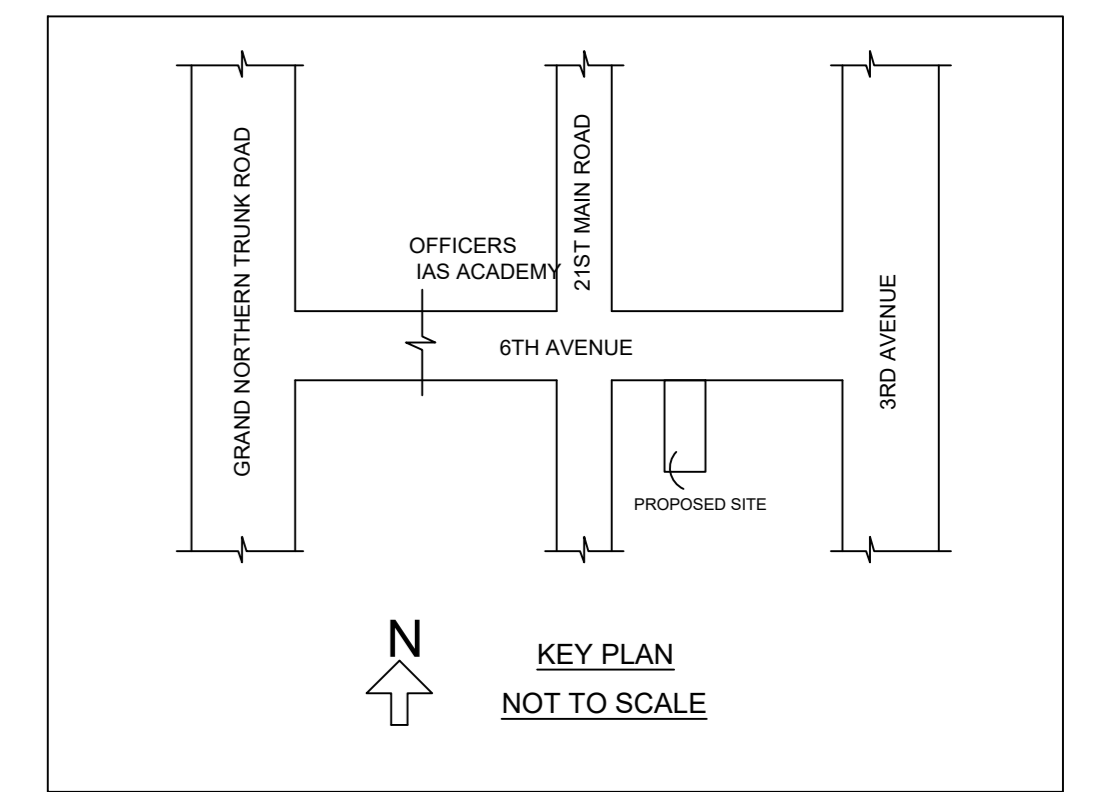 GRAND NORTHERN TRUNK ROAD
OFFICERS
IAS ACADEMY
21ST MAIN ROAD
6TH AVENUE
3RD AVENUE
PROPOSED SITE
N
KEY PLAN
NOT TO SCALE